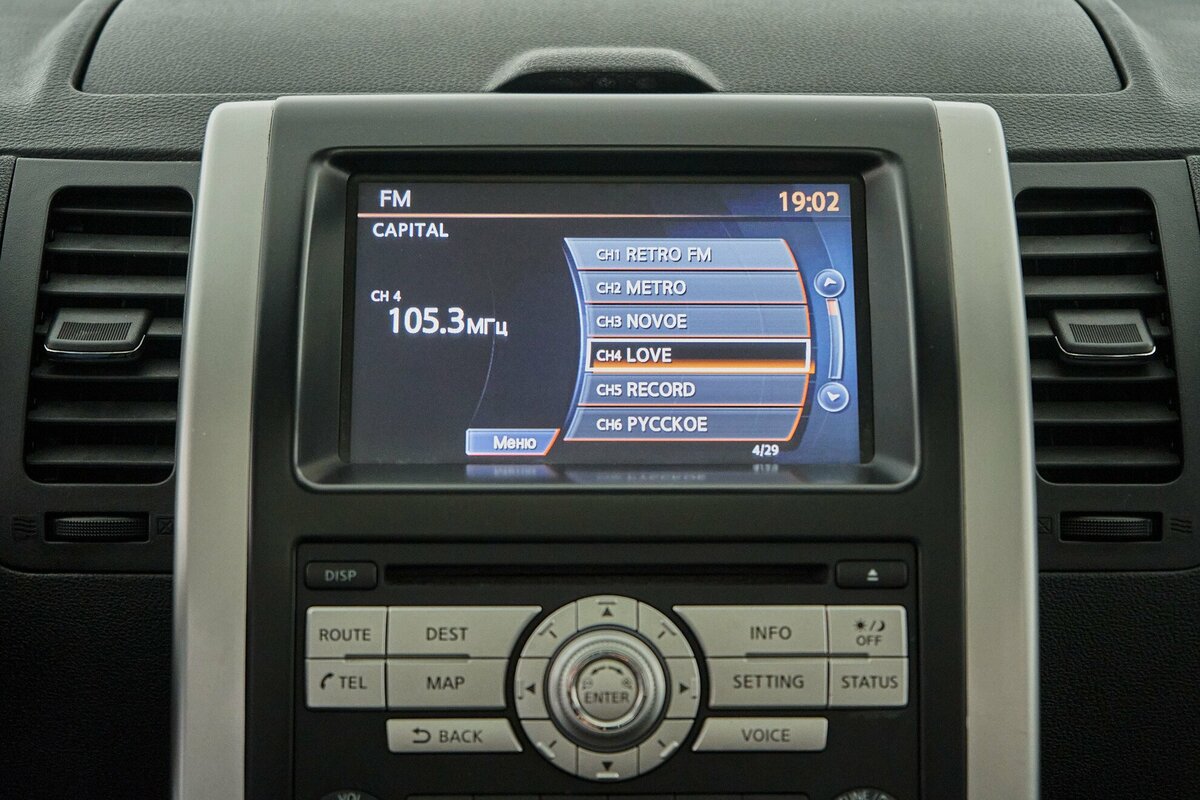 FM 19:02
CAPITAL
CH1 RETRO FM
CH2 METRO
CH 4
105.3МГц
CH3 NOVOE
CH4 LOVE
CH5 RECORD
CH6 РУССКОЕ
Меню
4/29
DISP
ROUTE DEST INFO OFF
TEL MAP ENTER SETTING STATUS
BACK VOICE
VOL